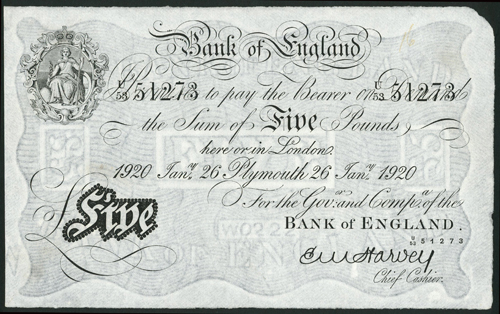 Bank of England
U/53 51273 to pay the Bearer on Demand U/53 51273
the Sum of Five Pounds
here or in London.
1920 Janʸ. 26 Plymouth 26 Janʸ. 1920
For the Govʳ. and Compᵃ. of the
BANK OF ENGLAND.
£Five
U/53 51273
E M Harvey
Chief Cashier.